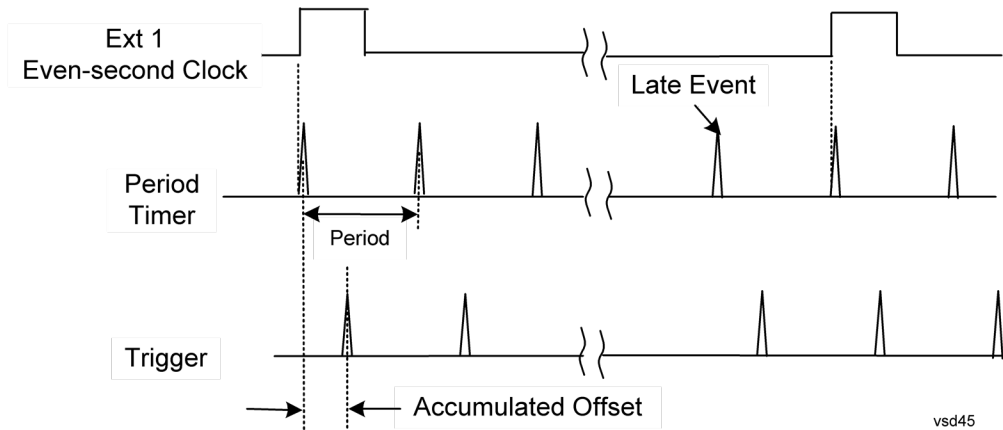 Ext 1
Even-second Clock
Late Event
Period
Timer
Period
Trigger
Accumulated Offset
vsd45